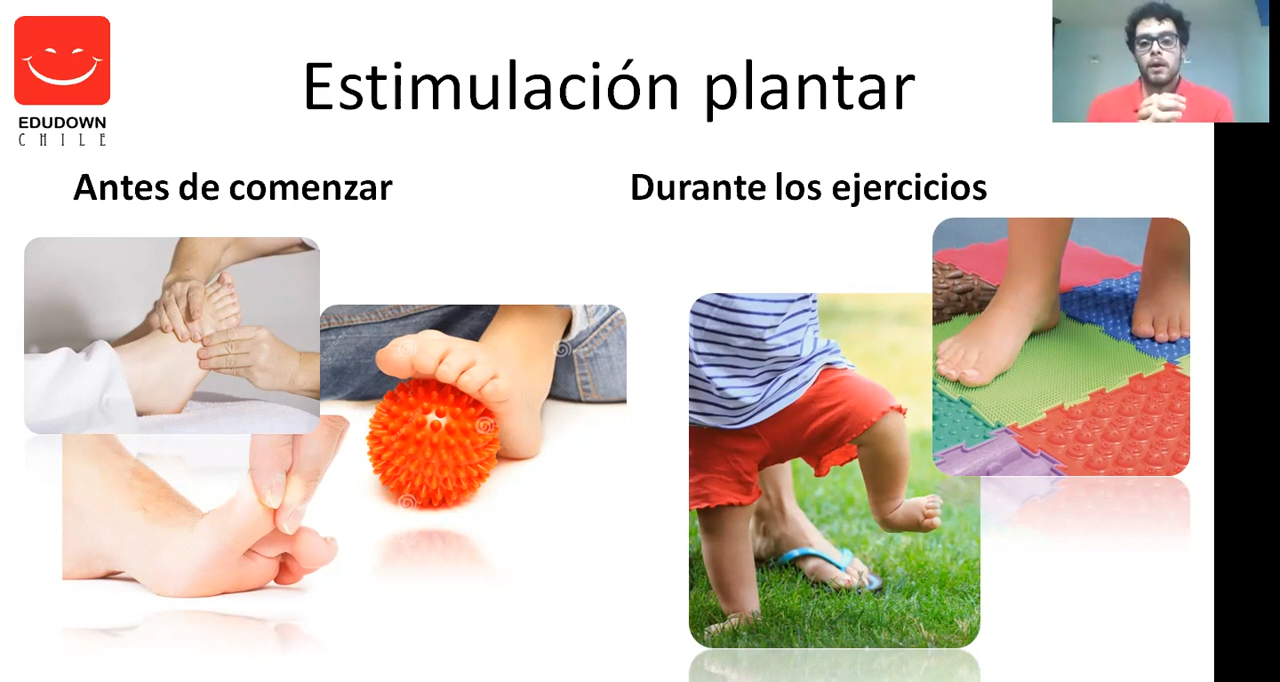 EDUDOWN
CHILE
Estimulación plantar
Antes de comenzar
Durante los ejercicios